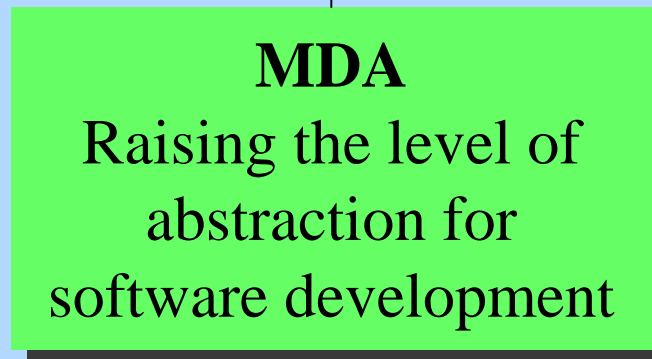 MDA
Raising the level of
abstraction for
software development